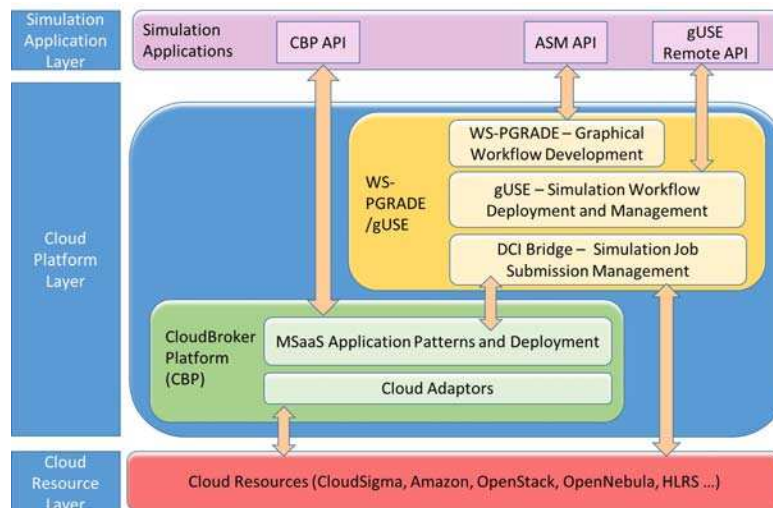 Simulation
Application
Layer
Simulation
Applications
CBP API
ASM API
gUSE
Remote API
Cloud
Platform
Layer
WS-
PGRADE
/gUSE
WS-PGRADE – Graphical
Workflow Development
gUSE – Simulation Workflow
Deployment and Management
DCI Bridge – Simulation Job
Submission Management
CloudBroker
Platform
(CBP)
MSaaS Application Patterns and Deployment
Cloud Adaptors
Cloud
Resource
Layer
Cloud Resources (CloudSigma, Amazon, OpenStack, OpenNebula, HLRS ...)